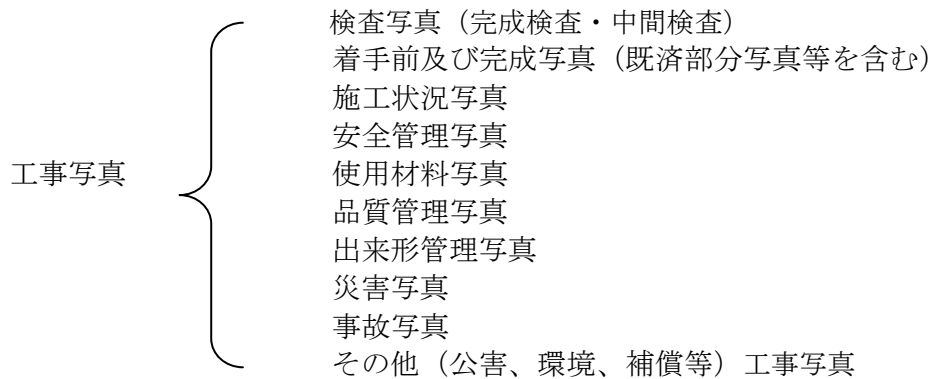 検査写真（完成検査・中間検査）
着手前及び完成写真（既済部分写真等を含む）
施工状況写真
安全管理写真
工事写真
使用材料写真
品質管理写真
出来形管理写真
災害写真
事故写真
その他（公害、環境、補償等）工事写真